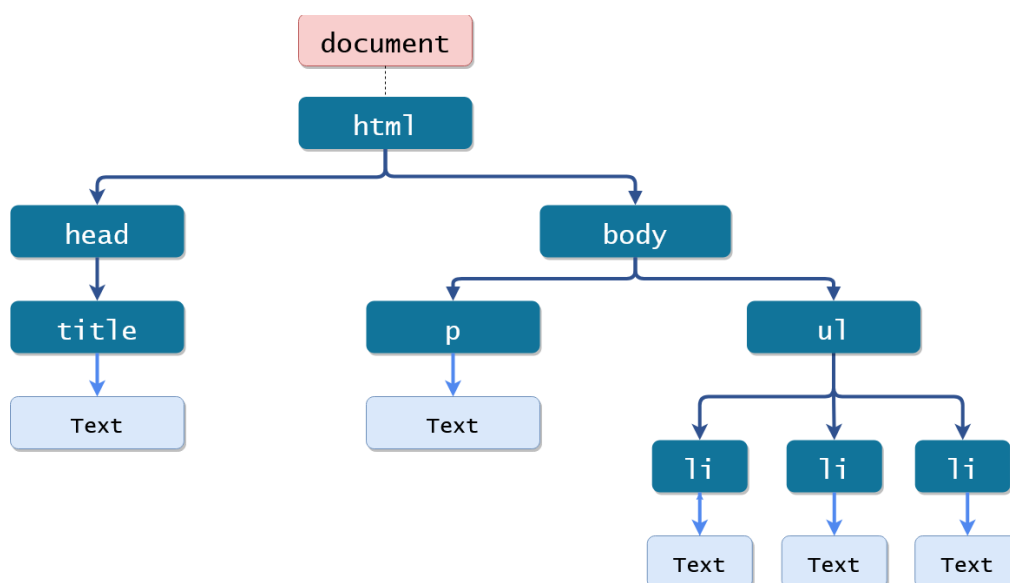 document
html
head
body
title
p
ul
Text
Text
li
li
li
Text
Text
Text